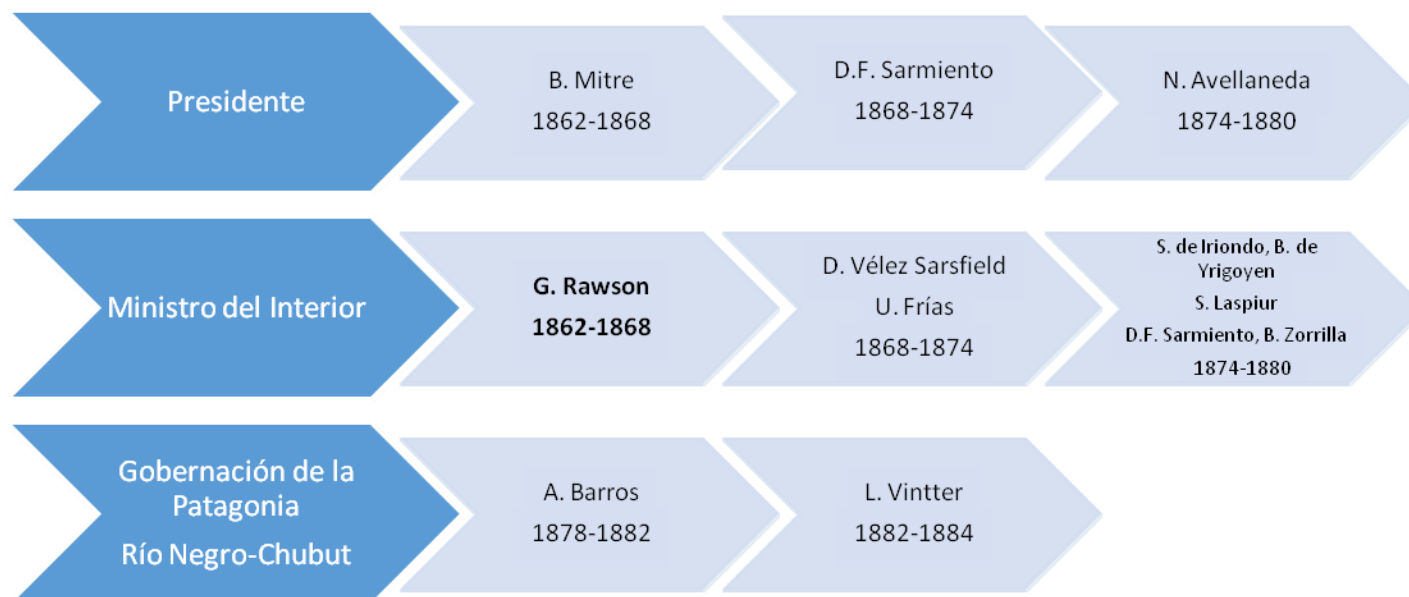 Presidente
B. Mitre
1862-1868
D.F. Sarmiento
1868-1874
N. Avellaneda
1874-1880
Ministro del Interior
G. Rawson
1862-1868
D. Vélez Sarsfield
U. Frías
1868-1874
S. de Iriondo, B. de
Yrigoyen
S. Laspiur
D.F. Sarmiento, B. Zorrilla
1874-1880
Gobernación de la
Patagonia
Río Negro-Chubut
A. Barros
1878-1882
L. Vintter
1882-1884